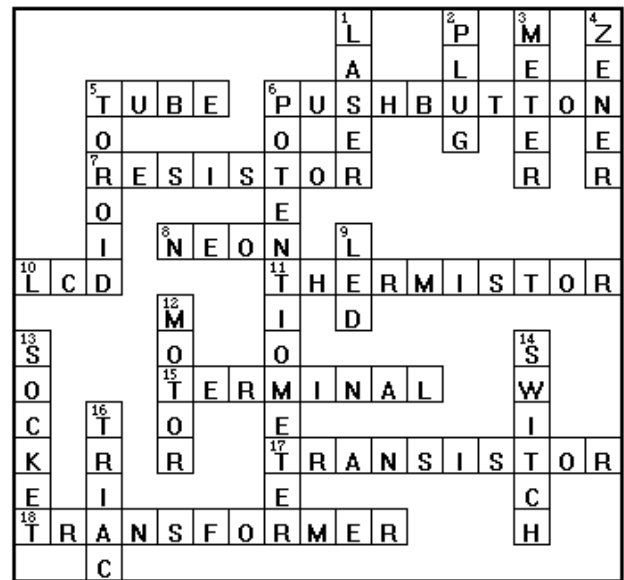 1 L 2 P 3 M 4 Z
A L E E
5 T U B E 6 P U S H B U T T O N
O O E G E E
7 R E S I S T O R R R
O E
I 8 N E O N 9 L
10 L C D 11 T H E R M I S T O R
12 M I D
13 S O O 14 S
O 15 T E R M I N A L W
C 16 T O E I
K R R 17 T R A N S I S T O R
E I E C
18 T R A N S F O R M E R H
C